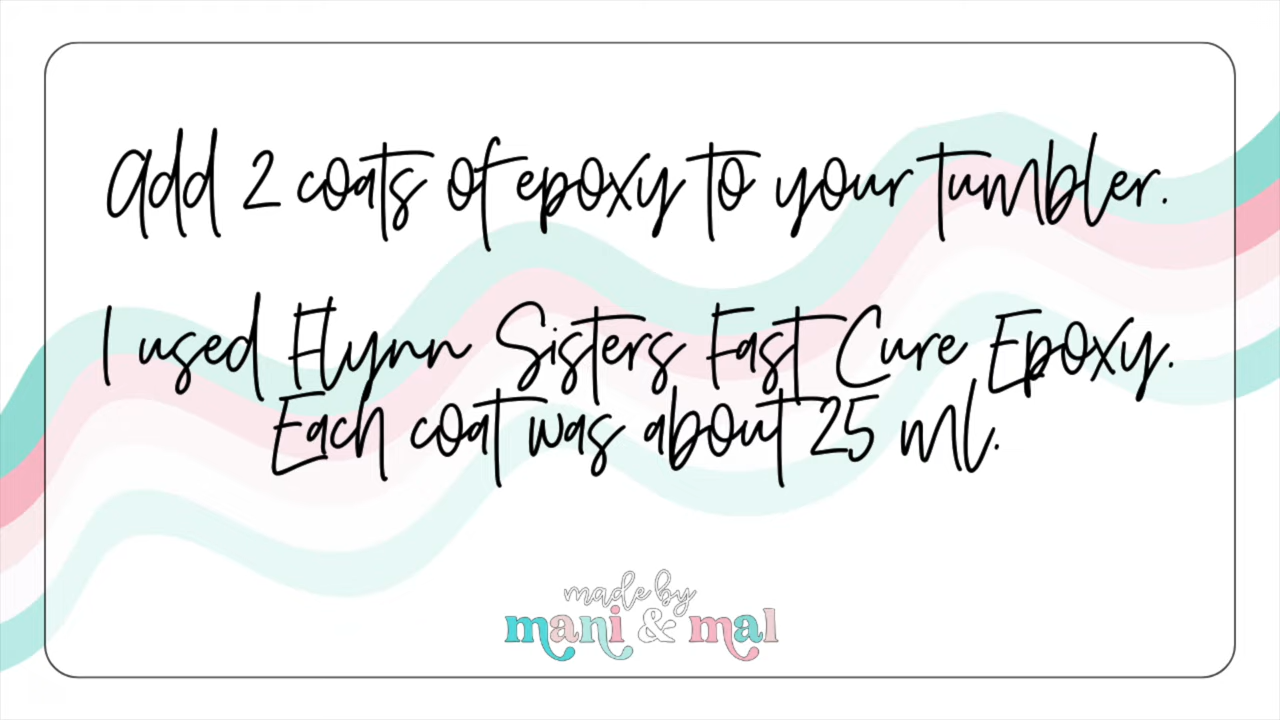 Add 2 coats of epoxy to your tumbler.
I used Flynn Sisters Fast Cure Epoxy.
Each coat was about 25 ml.
made by
mani & mal